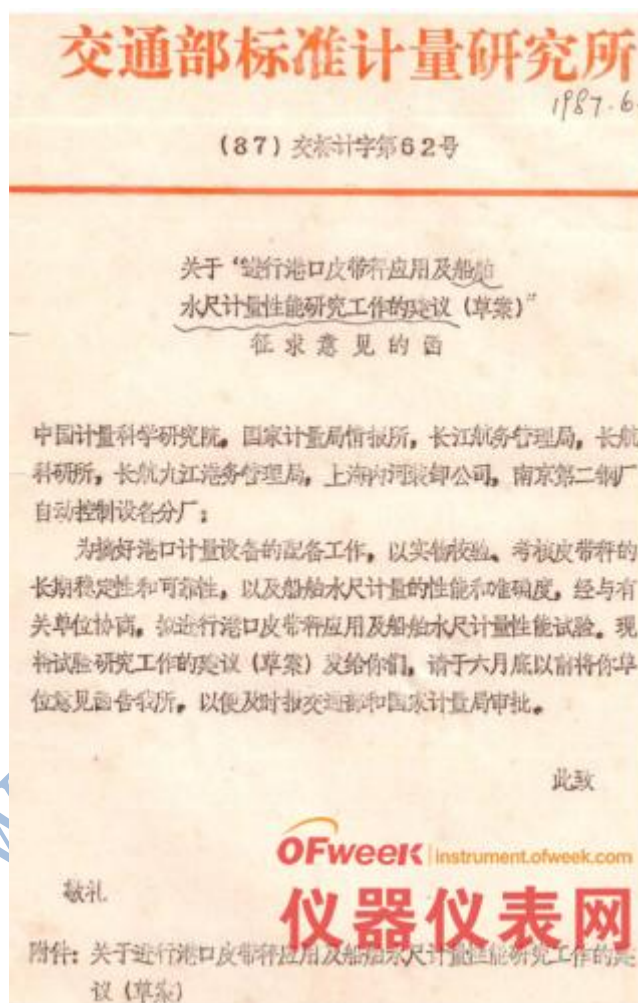 交通部标准计量研究所
1987.6.
(87)交标计字第62号
关于“进行港口皮带秤应用及船舶
水尺计量性能研究工作的建议(草案)”
征求意见的函
中国计量科学研究院,国家计量局情报所,长江航务管理局,长航
科研所,长航九江港务管理局,上海内河装卸公司,南京第二钢厂
自动控制设备分厂:
为搞好港口计量设备的配备工作,以实物校验、考核皮带秤的
长期稳定性和可靠性,以及船舶水尺计量的性能和准确度,经与有
关单位协商,拟进行港口皮带秤应用及船舶水尺计量性能试验。现
将试验研究工作的建议(草案)发给你们,请于六月底以前将你单
位意见函告我所,以便及时报交通部和国家计量局审批。
此致
OFweek instrument.ofweek.com
敬礼
仪器仪表网
附件:关于进行港口皮带秤应用及船舶水尺计量性能研究工作的建
议(草案)